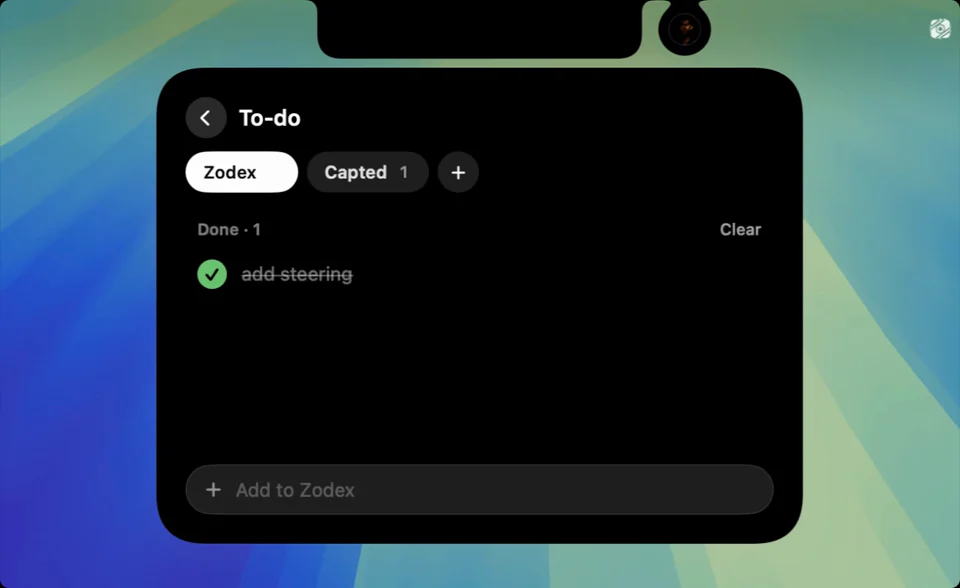 To-do
Zodex
Capted 1
Done · 1
Clear
add steering
Add to Zodex